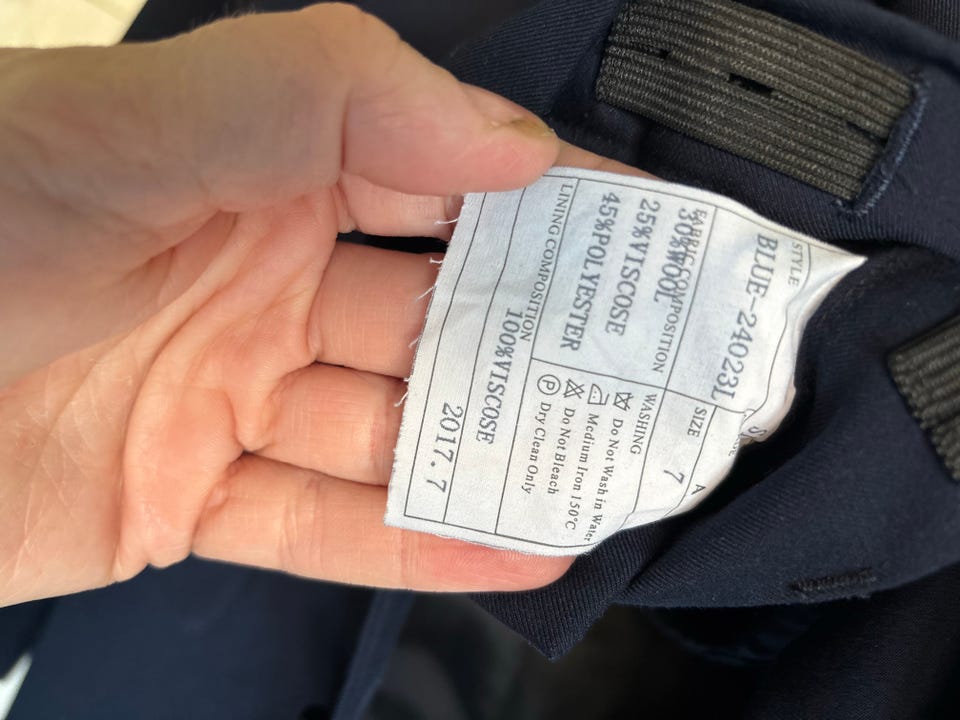 STYLE
BLUE-24023L
SIZE
7
A
FABRIC COMPOSITION
30%WOOL
25%VISCOSE
45%POLYESTER
WASHING
Do Not Wash in Water
Medium Iron 150°C
Do Not Bleach
P Dry Clean Only
LINING COMPOSITION
100%VISCOSE
2017.7